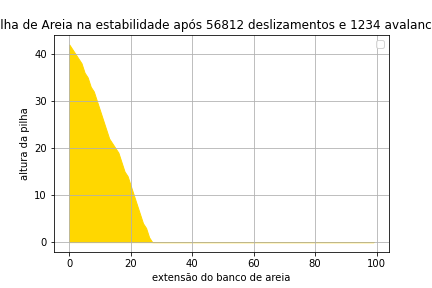 lha de Areia na estabilidade após 56812 deslizamentos e 1234 avalanc
40
30
20
10
0
altura da pilha
0 20 40 60 80 100
extensão do banco de areia